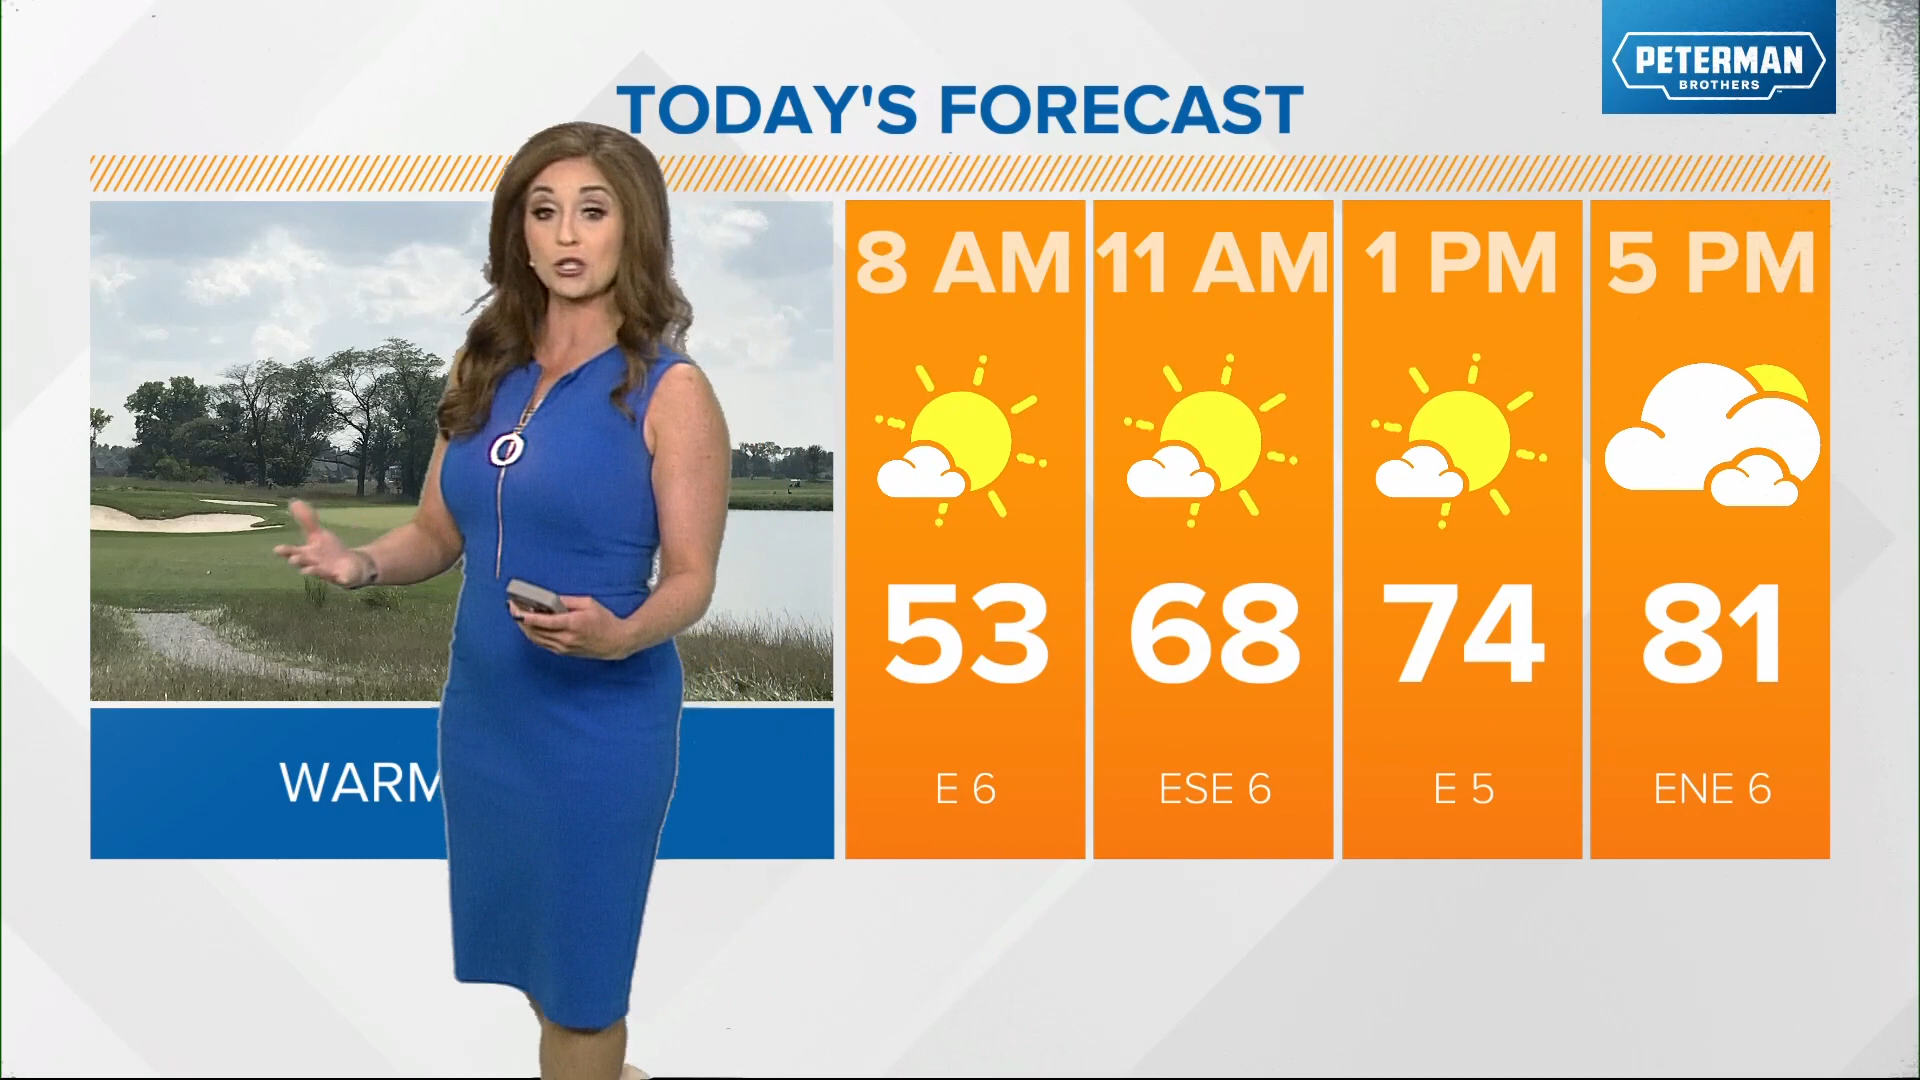 PETERMAN
BROTHERS
TODAY'S FORECAST
8 AM
11 AM
1 PM
5 PM
53
68
74
81
WARM
E 6
ESE 6
E 5
ENE 6